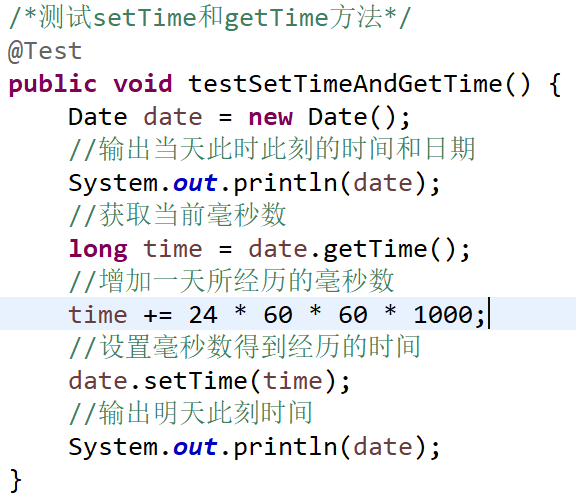 /*测试setTime和getTime方法*/
@Test
public void testSetTimeAndGetTime() {
    Date date = new Date();
    //输出当天此时此刻的时间和日期
    System.out.println(date);
    //获取当前毫秒数
    long time = date.getTime();
    //增加一天所经历的毫秒数
    time += 24 * 60 * 60 * 1000;
    //设置毫秒数得到经历的时间
    date.setTime(time);
    //输出明天此刻时间
    System.out.println(date);
}